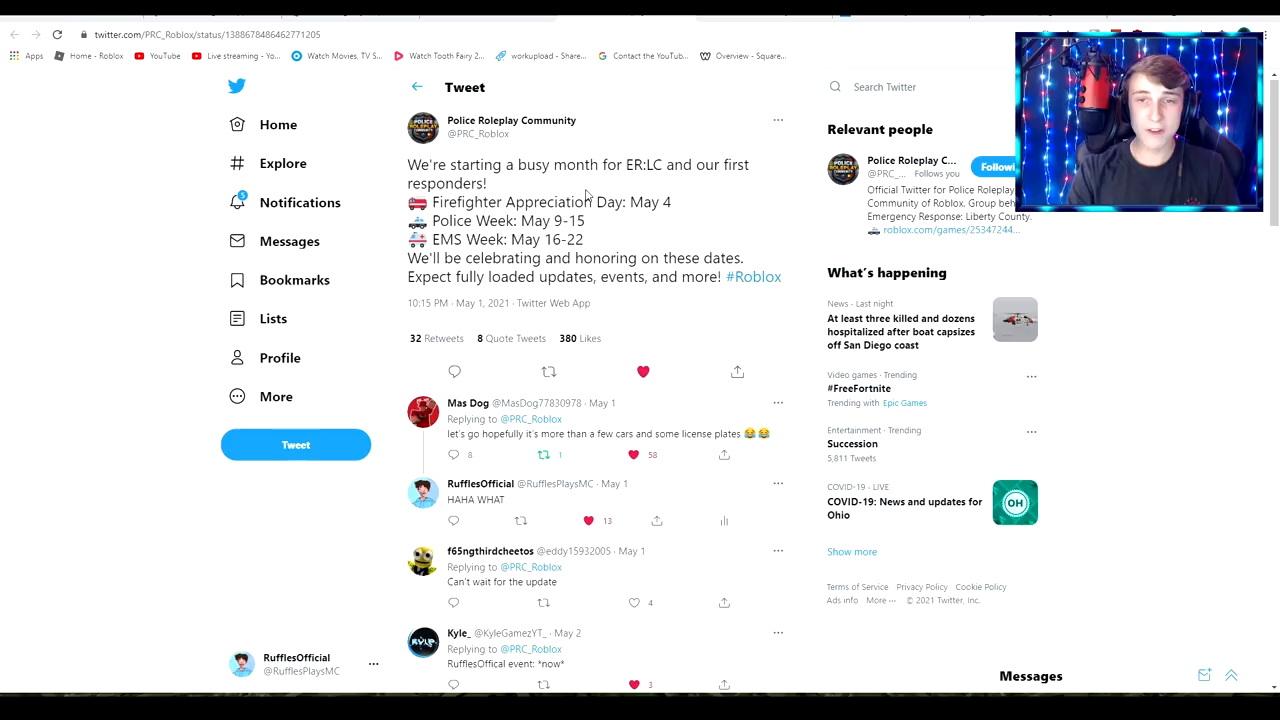 twitter.com/PRC_Roblox/status/1388678486462771205
Apps
Home - Roblox
YouTube
Live streaming - Yo...
Watch Movies, TV S...
Watch Tooth Fairy 2...
workupload - Share...
Contact the YouTub...
Overview - Square...
Home
Explore
5
Notifications
Messages
Bookmarks
Lists
Profile
More
Tweet
RufflesOfficial
@RufflesPlaysMC
Tweet
Police Roleplay Community
@PRC_Roblox
We're starting a busy month for ER:LC and our first
responders!
Firefighter Appreciation Day: May 4
Police Week: May 9-15
EMS Week: May 16-22
We'll be celebrating and honoring on these dates.
Expect fully loaded updates, events, and more! #Roblox
10:15 PM · May 1, 2021 · Twitter Web App
32 Retweets 8 Quote Tweets 380 Likes
Mas Dog @MasDog77830978 · May 1
Replying to @PRC_Roblox
let's go hopefully it's more than a few cars and some license plates 😂😂
8 1 58
RufflesOfficial @RufflesPlaysMC · May 1
HAHA WHAT
13
f65ngthirdcheetos @eddy15932005 · May 1
Replying to @PRC_Roblox
Can't wait for the update
4
Kyle_ @KyleGamezYT_ · May 2
Replying to @PRC_Roblox
RufflesOffical event: *now*
3
Search Twitter
Relevant people
Police Roleplay C...
@PRC_... Follows you
Followi
Official Twitter for Police Roleplay
Community of Roblox. Group beh
Emergency Response: Liberty County.
roblox.com/games/25347244...
What's happening
News · Last night
At least three killed and dozens
hospitalized after boat capsizes
off San Diego coast
Video games · Trending
#FreeFortnite
Trending with Epic Games
Entertainment · Trending
Succession
5,811 Tweets
COVID-19 · LIVE
COVID-19: News and updates for
Ohio
OH
Show more
Terms of Service Privacy Policy Cookie Policy
Ads info More ··· © 2021 Twitter, Inc.
Messages